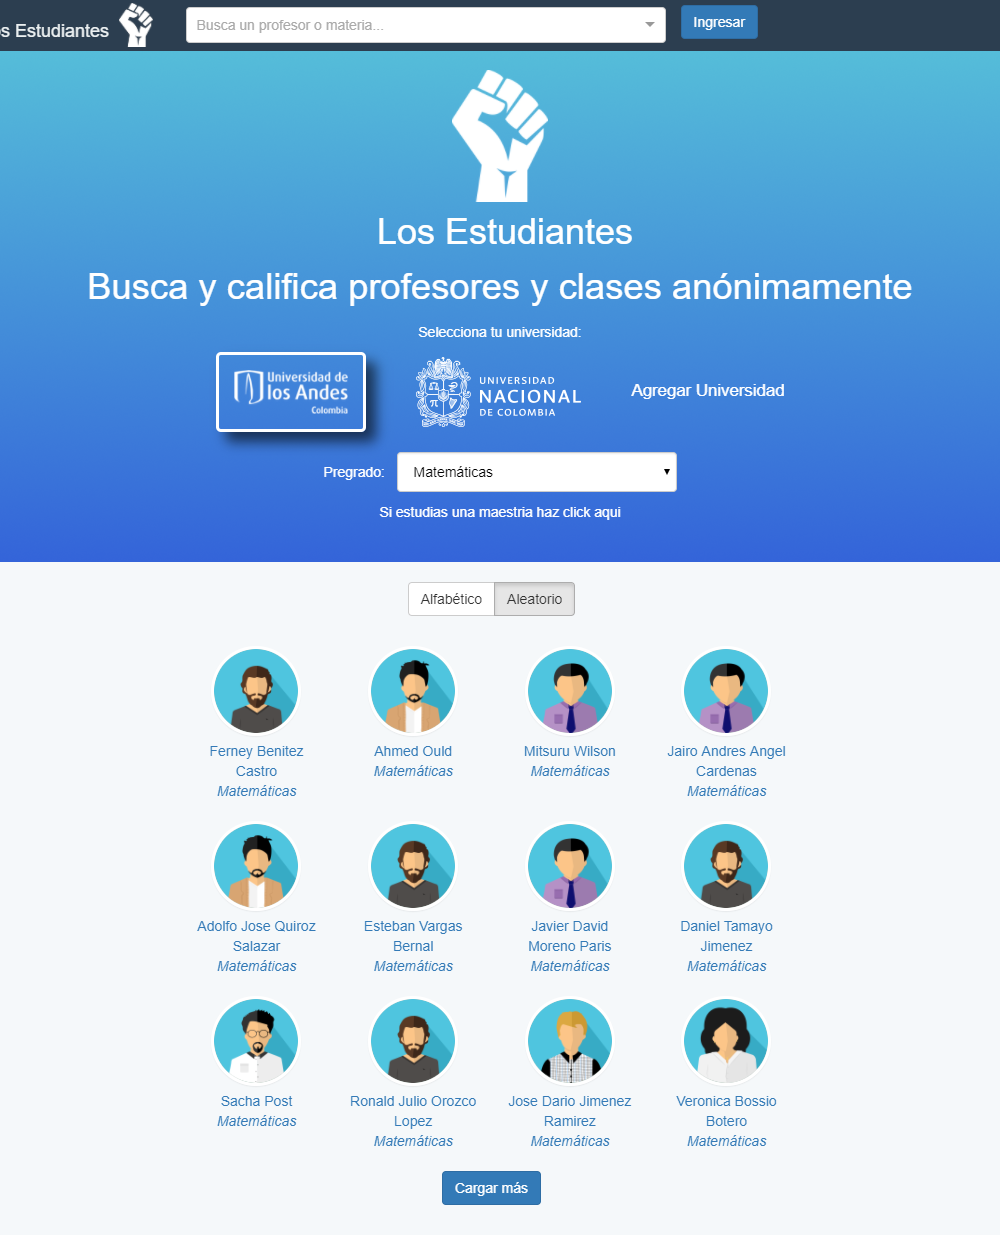 s Estudiantes
Busca un profesor o materia...
Ingresar
Los Estudiantes
Busca y califica profesores y clases anónimamente
Selecciona tu universidad:
Universidad de
los Andes
Colombia
UNIVERSIDAD
NACIONAL
DE COLOMBIA
Agregar Universidad
Pregrado:
Matemáticas
Si estudias una maestria haz click aqui
Alfabético
Aleatorio
Ferney Benitez
Castro
Matemáticas
Ahmed Ould
Matemáticas
Mitsuru Wilson
Matemáticas
Jairo Andres Angel
Cardenas
Matemáticas
Adolfo Jose Quiroz
Salazar
Matemáticas
Esteban Vargas
Bernal
Matemáticas
Javier David
Moreno Paris
Matemáticas
Daniel Tamayo
Jimenez
Matemáticas
Sacha Post
Matemáticas
Ronald Julio Orozco
Lopez
Matemáticas
Jose Dario Jimenez
Ramirez
Matemáticas
Veronica Bossio
Botero
Matemáticas
Cargar más